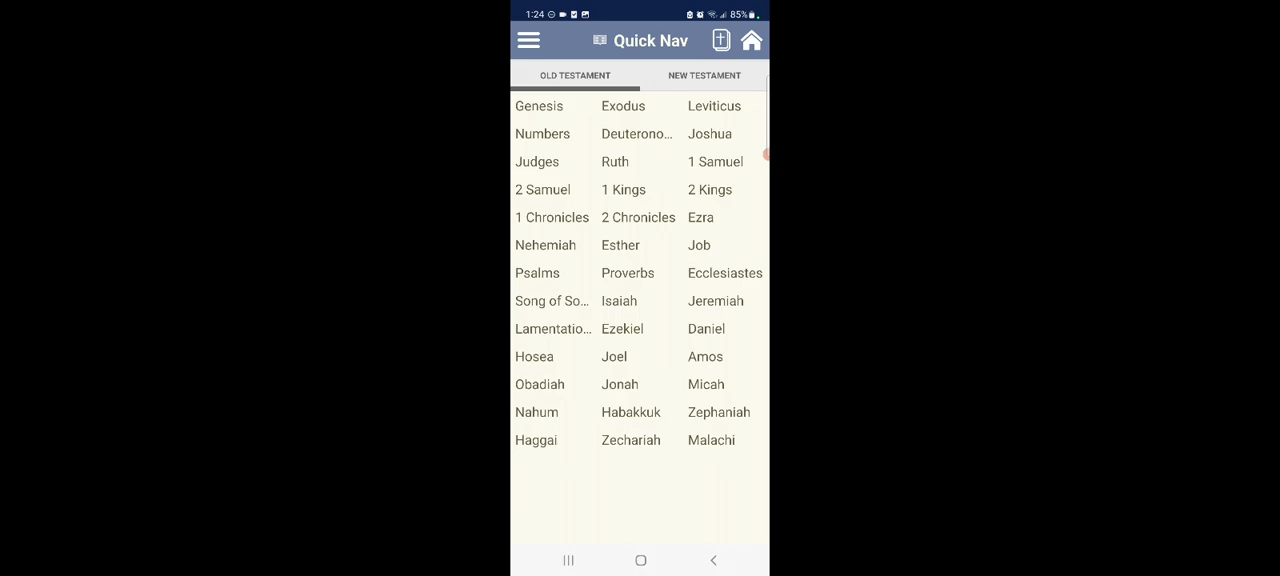 1:24 85%
Quick Nav
OLD TESTAMENT NEW TESTAMENT
Genesis Exodus Leviticus
Numbers Deuterono... Joshua
Judges Ruth 1 Samuel
2 Samuel 1 Kings 2 Kings
1 Chronicles 2 Chronicles Ezra
Nehemiah Esther Job
Psalms Proverbs Ecclesiastes
Song of So... Isaiah Jeremiah
Lamentatio... Ezekiel Daniel
Hosea Joel Amos
Obadiah Jonah Micah
Nahum Habakkuk Zephaniah
Haggai Zechariah Malachi